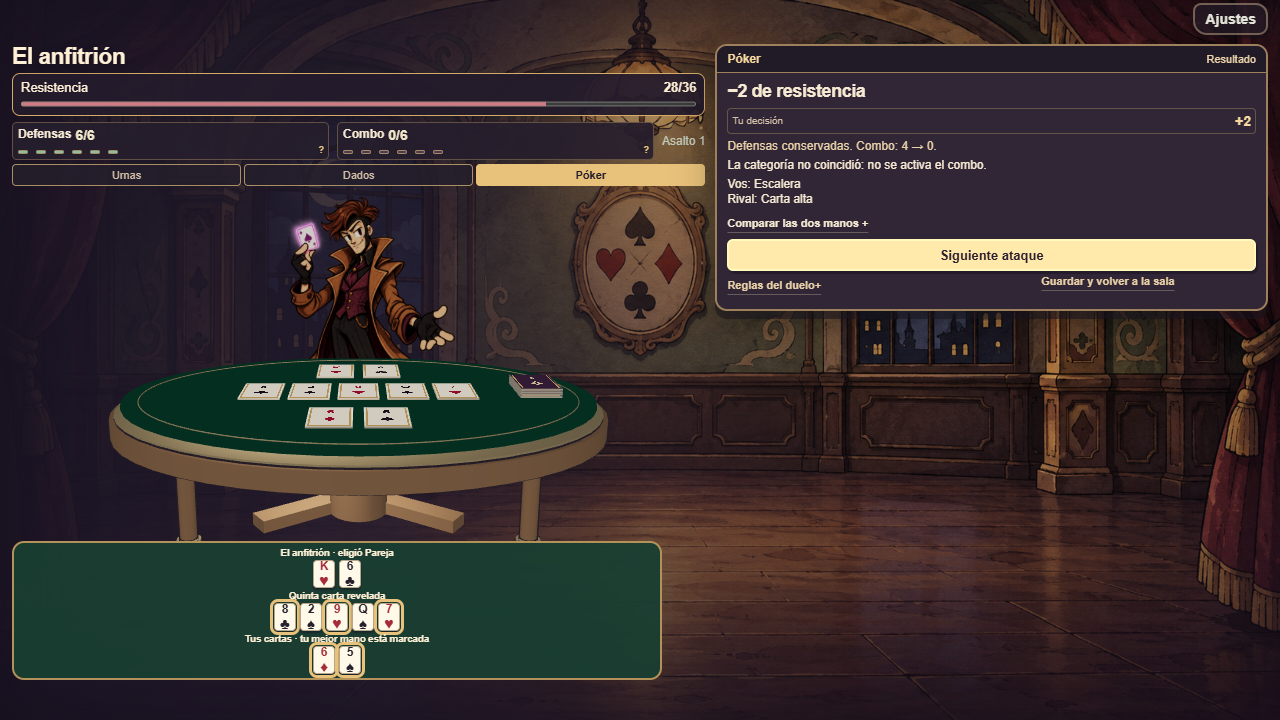 Ajustes
El anfitrión
Resistencia 28/36
Defensas 6/6 ?
Combo 0/6 ?
Asalto 1
Urnas
Dados
Póker
Póker Resultado
−2 de resistencia
Tu decisión +2
Defensas conservadas. Combo: 4 → 0.
La categoría no coincidió: no se activa el combo.
Vos: Escalera
Rival: Carta alta
Comparar las dos manos +
Siguiente ataque
Reglas del duelo+
Guardar y volver a la sala
El anfitrión · eligió Pareja
K♥ 6♣
Quinta carta revelada
8♣ 2♠ 9♥ Q♠ 7♥
Tus cartas · tu mejor mano está marcada
6♦ 5♠